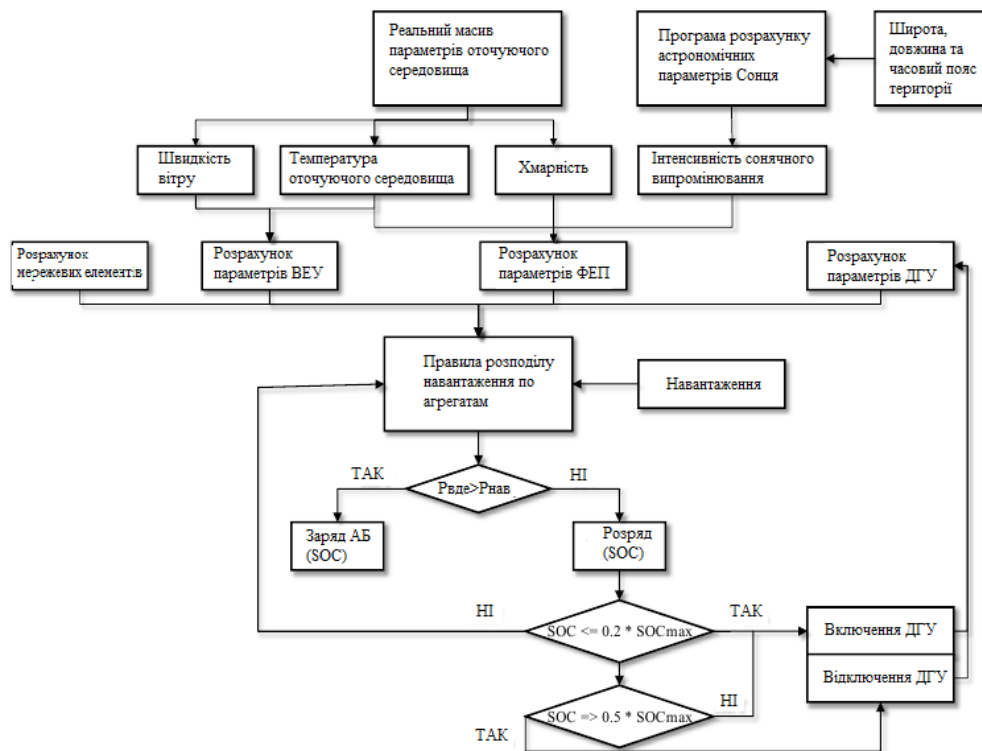 Реальний масив
параметрів оточуючого
середовища
Програма розрахунку
астрономічних
параметрів Сонця
Широта,
довжина та
часовий пояс
територіі
Швидкість
вітру
Температура
оточуючого середовища
Хмарність
Інтенсивність сонячного
випромінювання
Розрахунок
мережевих елементів
Розрахунок
параметрів ВЕУ
Розрахунок
параметрів ФЕП
Розрахунок
параметрів ДГУ
Правила розподілу
навантаження по
агрегатам
Навантаження
ТАК
Рвде>Рнав
НІ
Заряд АБ
(SOC)
Розряд
(SOC)
НІ
SOC <= 0.2 * SOCmax
ТАК
Включення ДГУ
Відключення ДГУ
SOC => 0.5 * SOCmax
НІ
ТАК